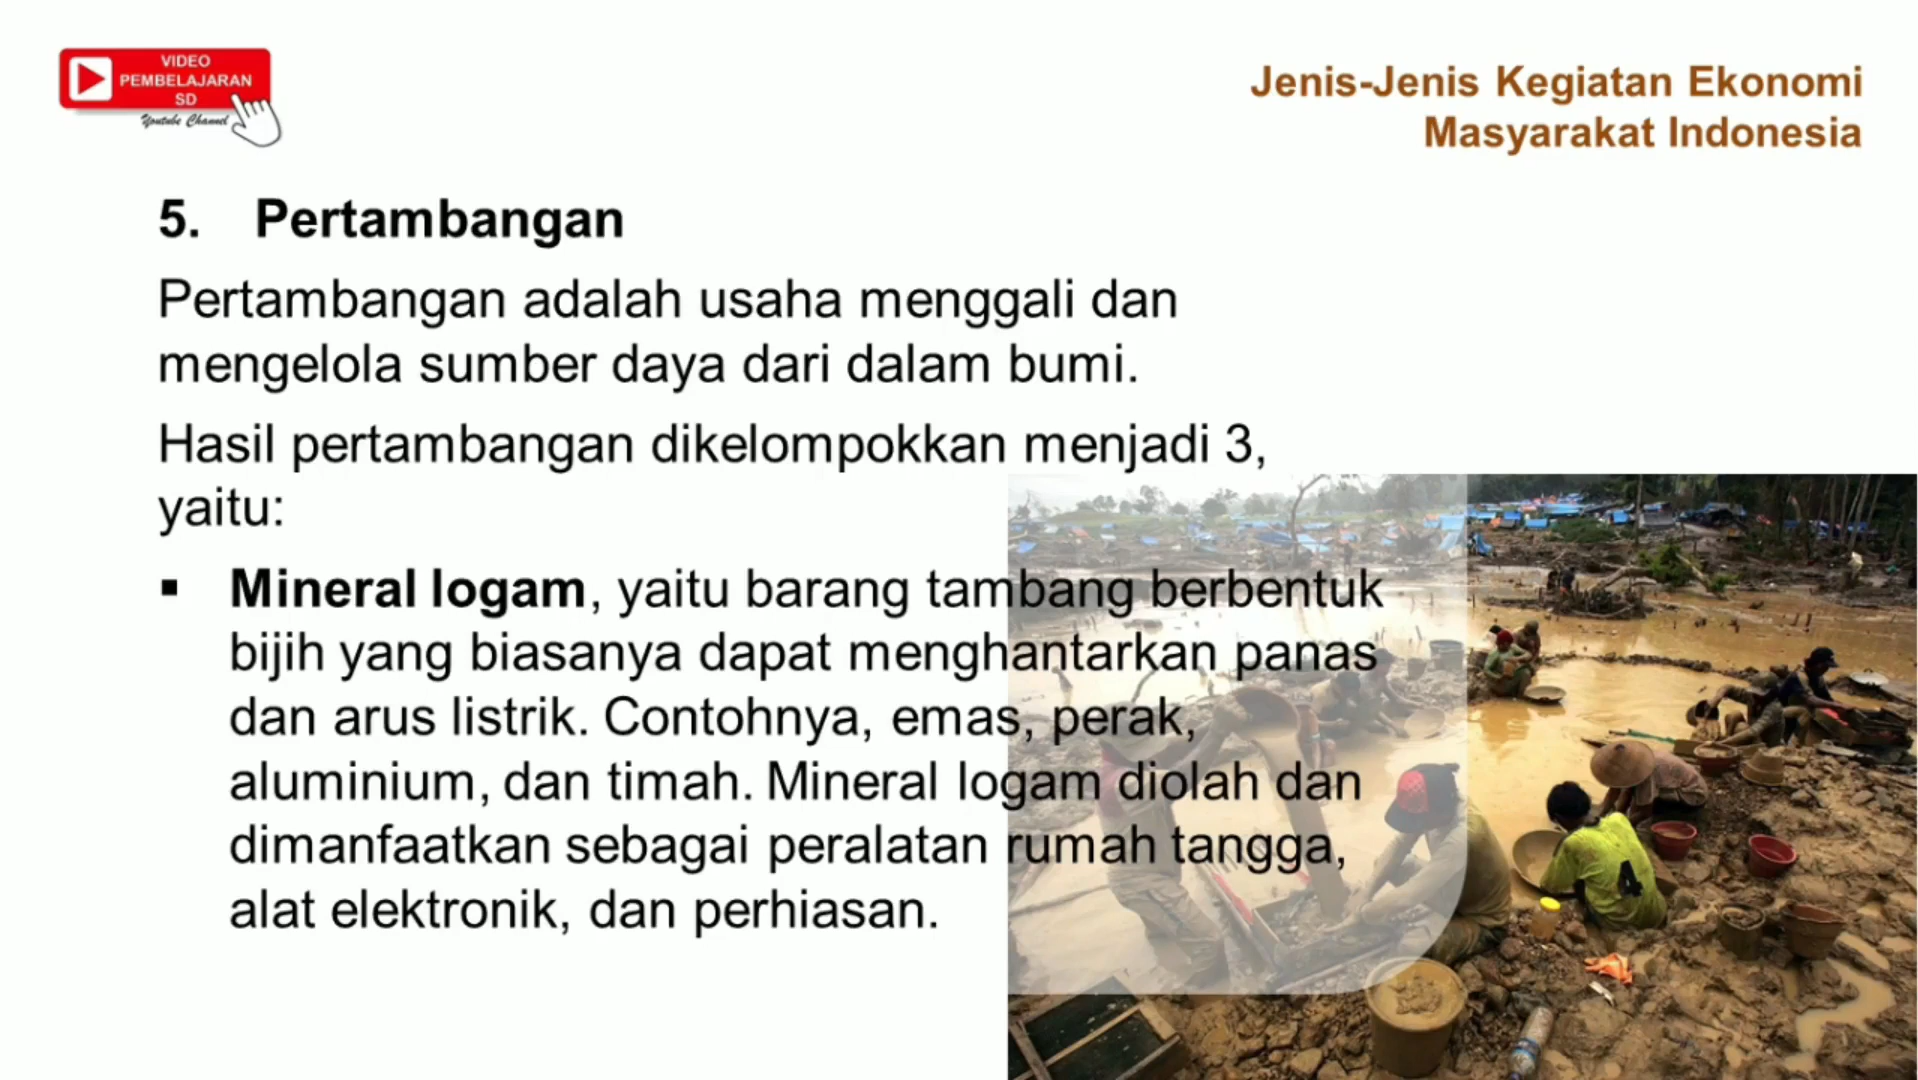 VIDEO
PEMBELAJARAN
SD
Youtube Channel
Jenis-Jenis Kegiatan Ekonomi
Masyarakat Indonesia
5. Pertambangan
Pertambangan adalah usaha menggali dan
mengelola sumber daya dari dalam bumi.
Hasil pertambangan dikelompokkan menjadi 3,
yaitu:
▪ Mineral logam, yaitu barang tambang berbentuk
bijih yang biasanya dapat menghantarkan panas
dan arus listrik. Contohnya, emas, perak,
aluminium, dan timah. Mineral logam diolah dan
dimanfaatkan sebagai peralatan rumah tangga,
alat elektronik, dan perhiasan.